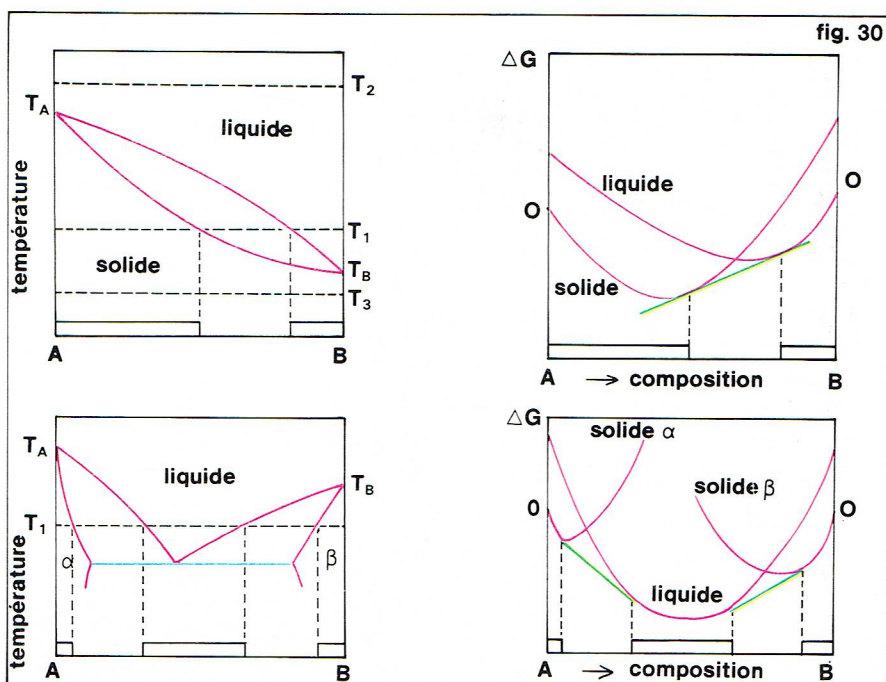 fig. 30
température
T_A
T_2
liquide
T_1
solide
T_B
T_3
A
B
ΔG
liquide
O
O
solide
A
→ composition
B
température
T_A
liquide
T_B
T_1
α
β
A
B
ΔG
solide α
solide β
O
O
liquide
A
→ composition
B